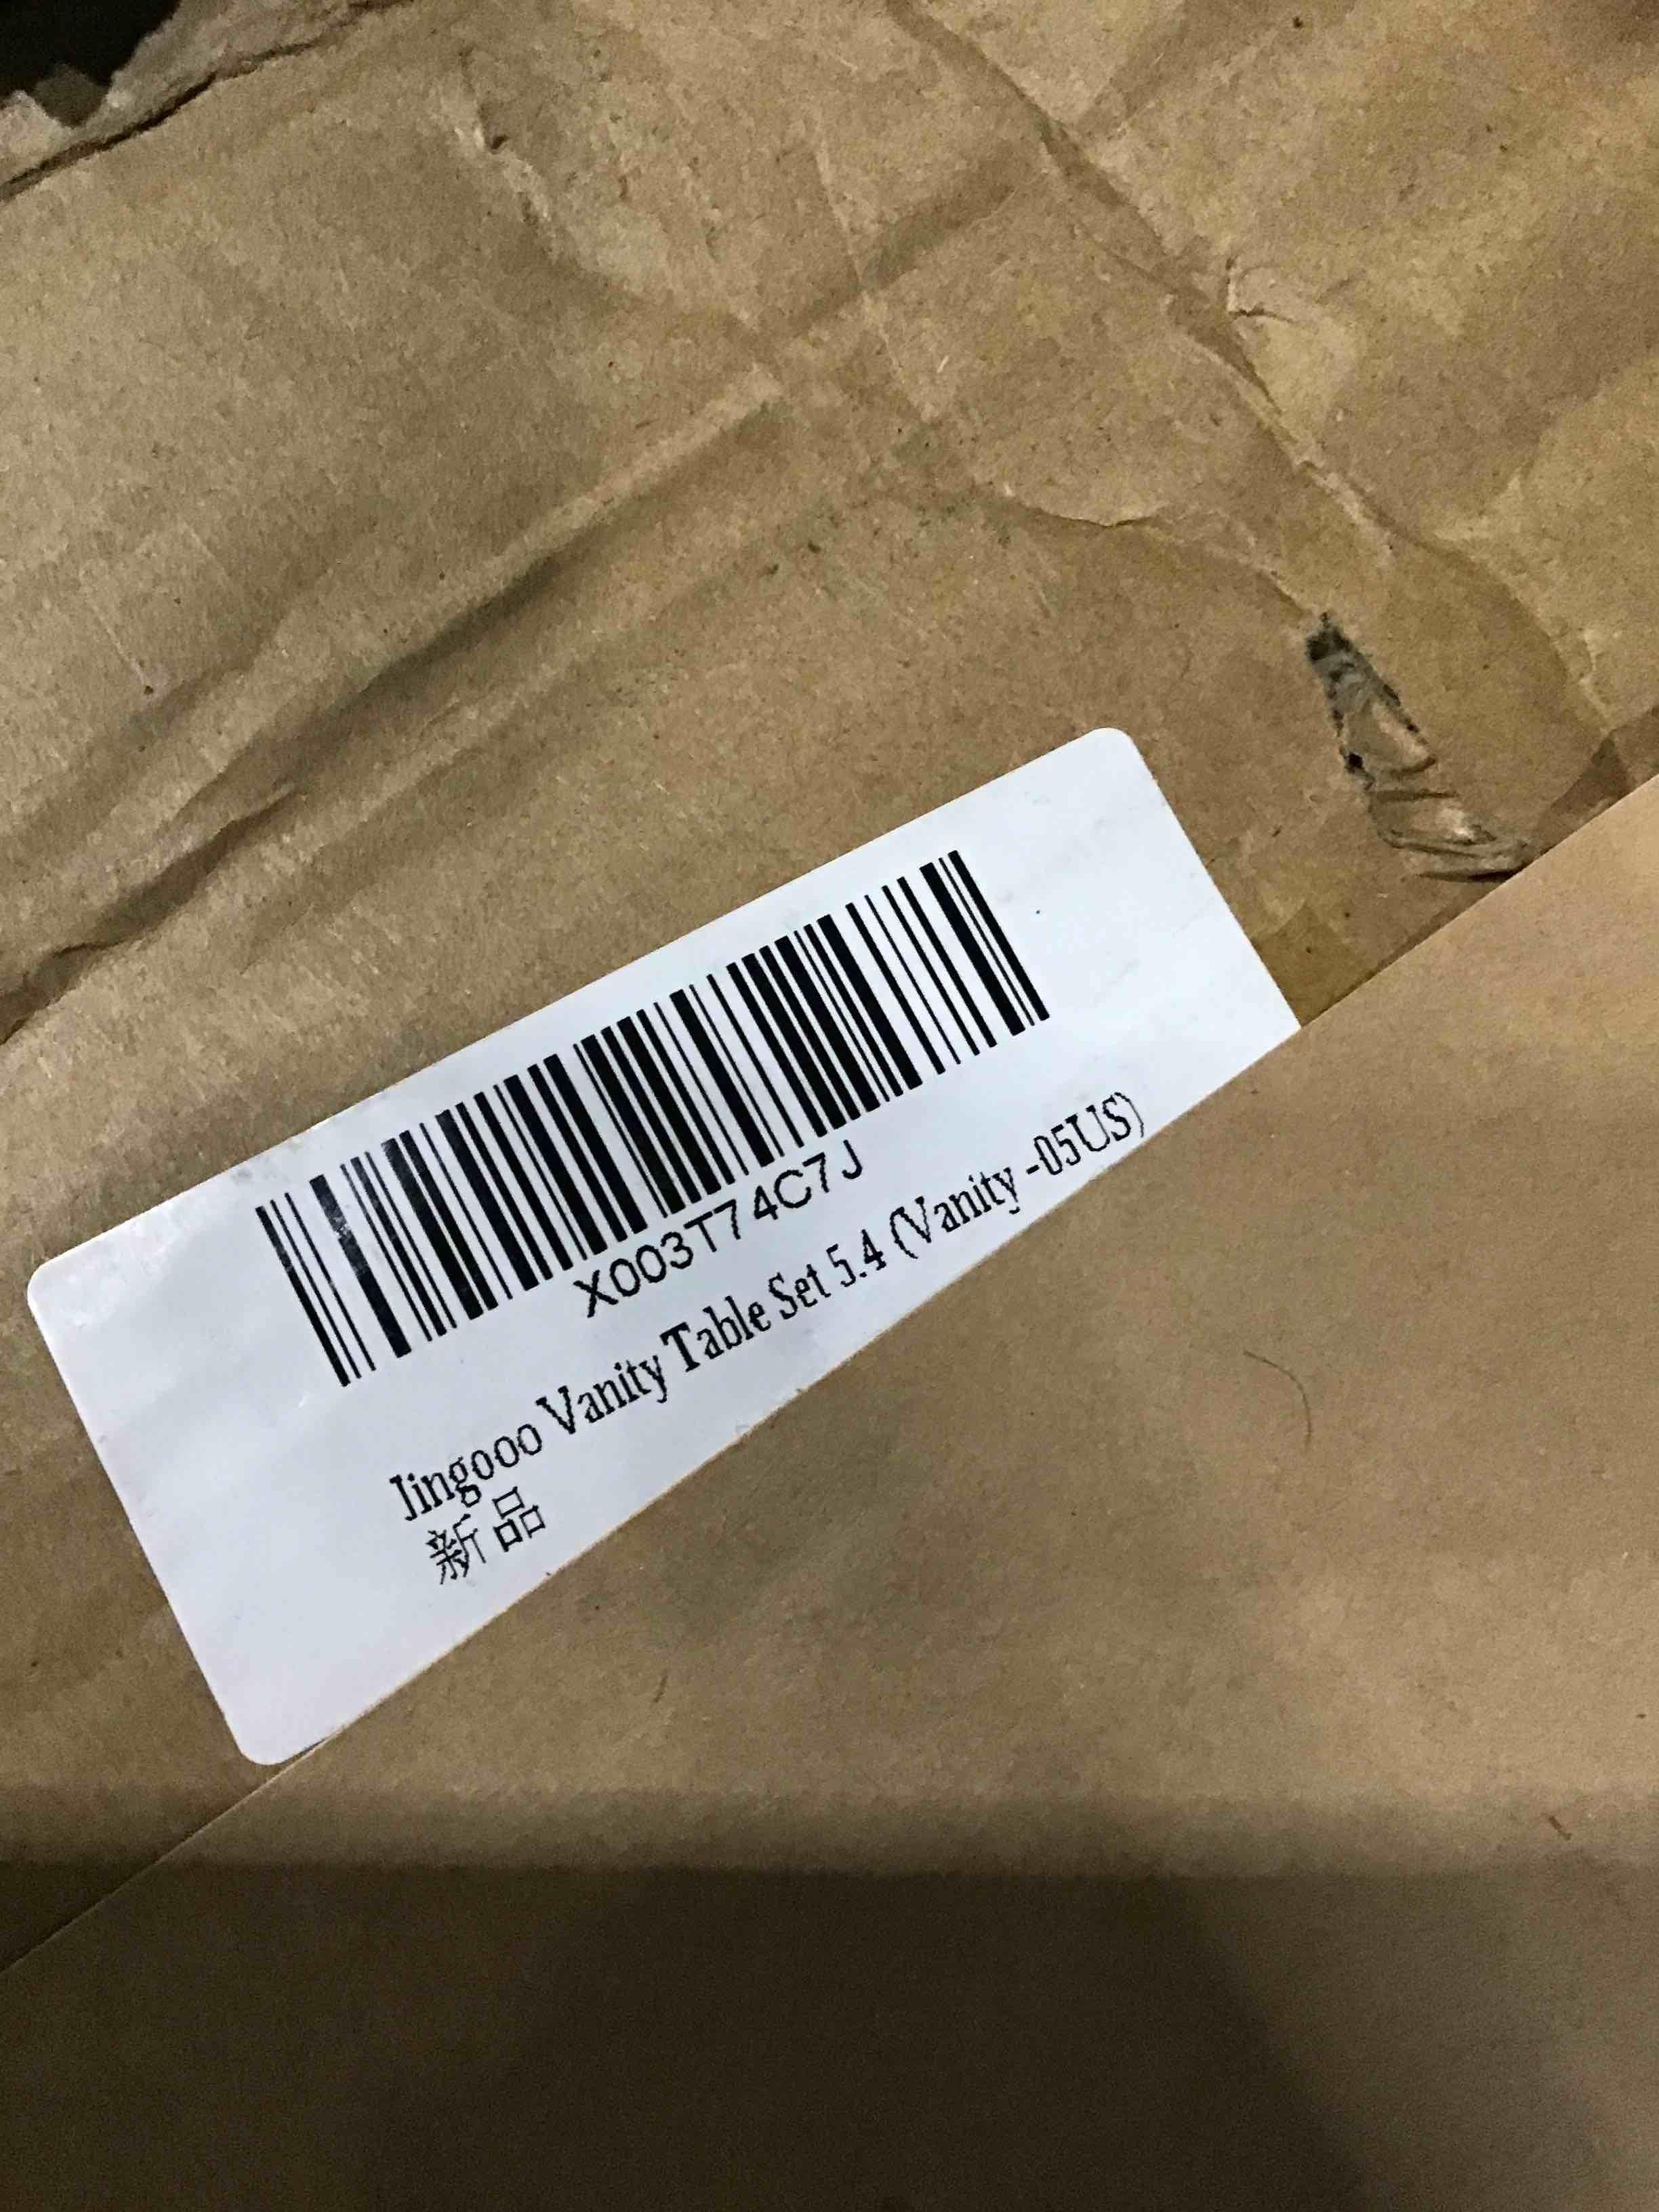 X003T74C7J
Jingooo Vanity Table Set 5.4 (Vanity -05US)
新品